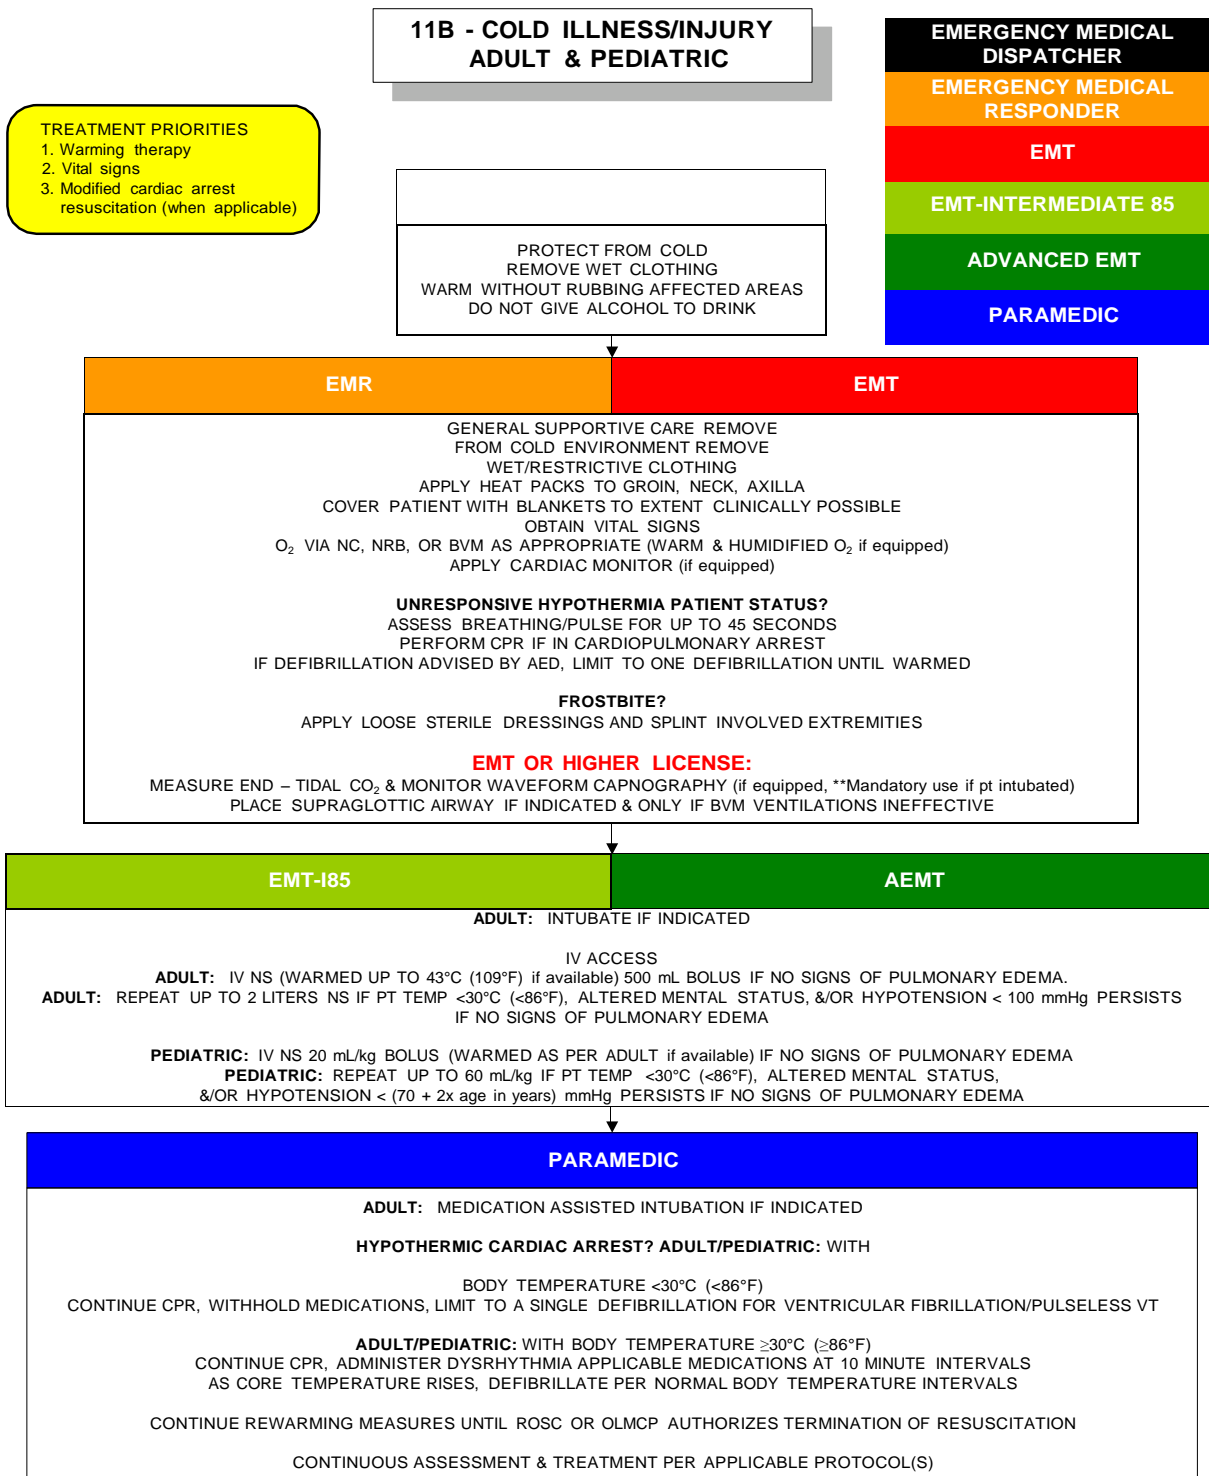 11B - COLD ILLNESS/INJURY
ADULT & PEDIATRIC
EMERGENCY MEDICAL
DISPATCHER
EMERGENCY MEDICAL
RESPONDER
EMT
EMT-INTERMEDIATE 85
ADVANCED EMT
PARAMEDIC
TREATMENT PRIORITIES
1. Warming therapy
2. Vital signs
3. Modified cardiac arrest
resuscitation (when applicable)
PROTECT FROM COLD
REMOVE WET CLOTHING
WARM WITHOUT RUBBING AFFECTED AREAS
DO NOT GIVE ALCOHOL TO DRINK
EMR
EMT
GENERAL SUPPORTIVE CARE REMOVE
FROM COLD ENVIRONMENT REMOVE
WET/RESTRICTIVE CLOTHING
APPLY HEAT PACKS TO GROIN, NECK, AXILLA
COVER PATIENT WITH BLANKETS TO EXTENT CLINICALLY POSSIBLE
OBTAIN VITAL SIGNS
O₂ VIA NC, NRB, OR BVM AS APPROPRIATE (WARM & HUMIDIFIED O₂ if equipped)
APPLY CARDIAC MONITOR (if equipped)
UNRESPONSIVE HYPOTHERMIA PATIENT STATUS?
ASSESS BREATHING/PULSE FOR UP TO 45 SECONDS
PERFORM CPR IF IN CARDIOPULMONARY ARREST
IF DEFIBRILLATION ADVISED BY AED, LIMIT TO ONE DEFIBRILLATION UNTIL WARMED
FROSTBITE?
APPLY LOOSE STERILE DRESSINGS AND SPLINT INVOLVED EXTREMITIES
EMT OR HIGHER LICENSE:
MEASURE END – TIDAL CO₂ & MONITOR WAVEFORM CAPNOGRAPHY (if equipped, **Mandatory use if pt intubated)
PLACE SUPRAGLOTTIC AIRWAY IF INDICATED & ONLY IF BVM VENTILATIONS INEFFECTIVE
EMT-I85
AEMT
ADULT: INTUBATE IF INDICATED
IV ACCESS
ADULT: IV NS (WARMED UP TO 43°C (109°F) if available) 500 mL BOLUS IF NO SIGNS OF PULMONARY EDEMA.
ADULT: REPEAT UP TO 2 LITERS NS IF PT TEMP <30°C (<86°F), ALTERED MENTAL STATUS, &/OR HYPOTENSION < 100 mmHg PERSISTS
IF NO SIGNS OF PULMONARY EDEMA
PEDIATRIC: IV NS 20 mL/kg BOLUS (WARMED AS PER ADULT if available) IF NO SIGNS OF PULMONARY EDEMA
PEDIATRIC: REPEAT UP TO 60 mL/kg IF PT TEMP <30°C (<86°F), ALTERED MENTAL STATUS,
&/OR HYPOTENSION < (70 + 2x age in years) mmHg PERSISTS IF NO SIGNS OF PULMONARY EDEMA
PARAMEDIC
ADULT: MEDICATION ASSISTED INTUBATION IF INDICATED
HYPOTHERMIC CARDIAC ARREST? ADULT/PEDIATRIC: WITH
BODY TEMPERATURE <30°C (<86°F)
CONTINUE CPR, WITHHOLD MEDICATIONS, LIMIT TO A SINGLE DEFIBRILLATION FOR VENTRICULAR FIBRILLATION/PULSELESS VT
ADULT/PEDIATRIC: WITH BODY TEMPERATURE ≥30°C (≥86°F)
CONTINUE CPR, ADMINISTER DYSRHYTHMIA APPLICABLE MEDICATIONS AT 10 MINUTE INTERVALS
AS CORE TEMPERATURE RISES, DEFIBRILLATE PER NORMAL BODY TEMPERATURE INTERVALS
CONTINUE REWARMING MEASURES UNTIL ROSC OR OLMCP AUTHORIZES TERMINATION OF RESUSCITATION
CONTINUOUS ASSESSMENT & TREATMENT PER APPLICABLE PROTOCOL(S)